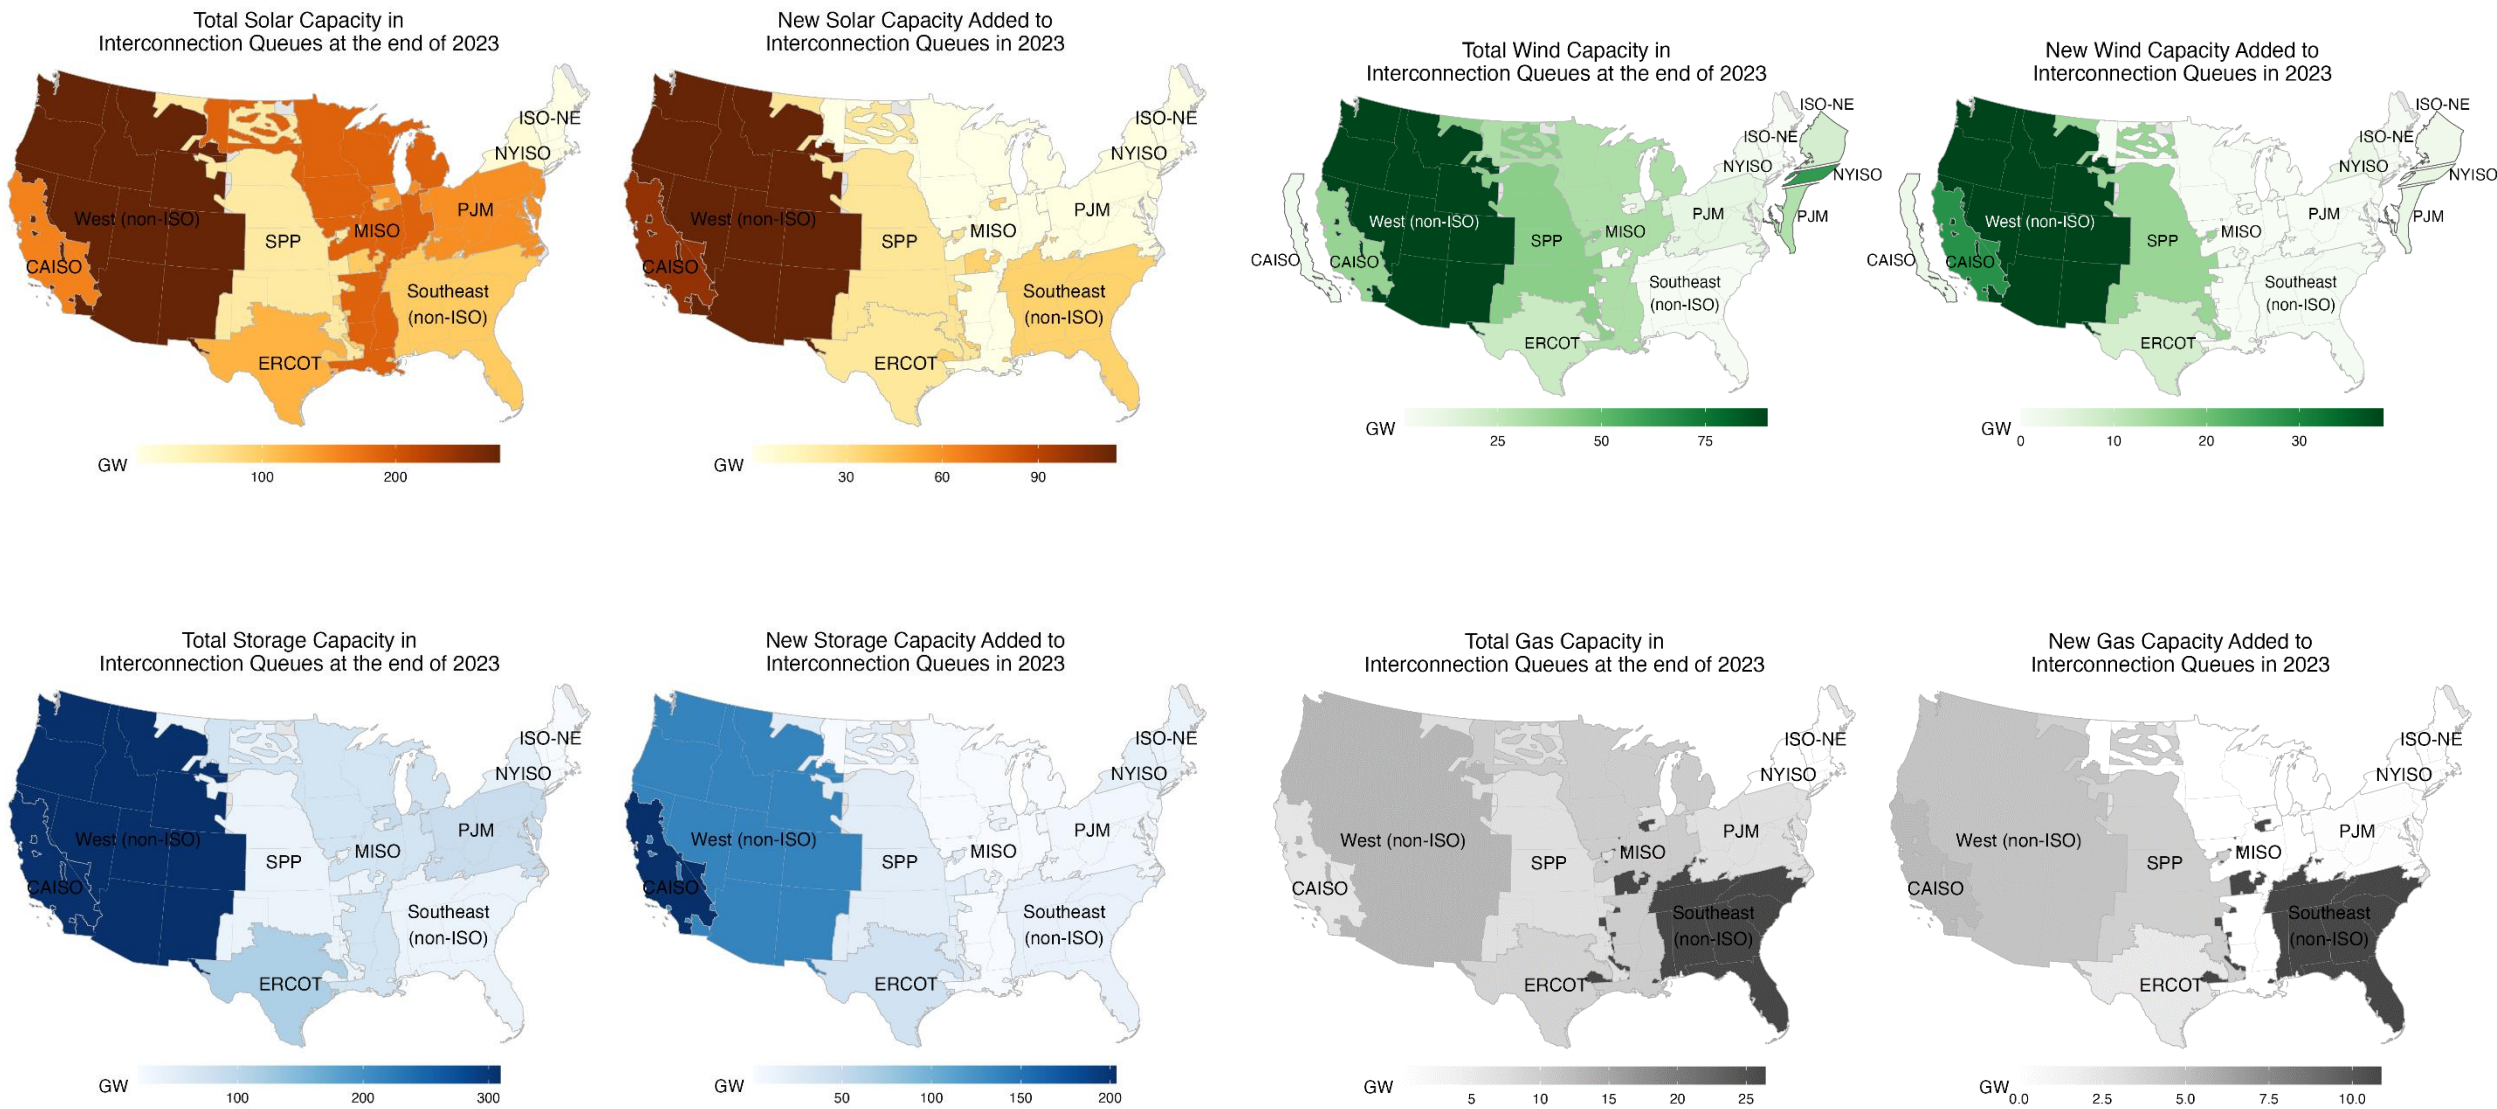 Total Solar Capacity in
Interconnection Queues at the end of 2023
ISO-NE
NYISO
PJM
West (non-ISO)
MISO
SPP
CAISO
Southeast
(non-ISO)
ERCOT
GW
100
200
New Solar Capacity Added to
Interconnection Queues in 2023
ISO-NE
NYISO
PJM
West (non-ISO)
MISO
SPP
CAISO
Southeast
(non-ISO)
ERCOT
GW
30
60
90
Total Wind Capacity in
Interconnection Queues at the end of 2023
ISO-NE
ISO-NE
NYISO
NYISO
PJM
PJM
West (non-ISO)
MISO
SPP
CAISO
CAISO
Southeast
(non-ISO)
ERCOT
GW
25
50
75
New Wind Capacity Added to
Interconnection Queues in 2023
ISO-NE
ISO-NE
NYISO
NYISO
PJM
PJM
West (non-ISO)
MISO
SPP
CAISO
CAISO
Southeast
(non-ISO)
ERCOT
GW
0
10
20
30
Total Storage Capacity in
Interconnection Queues at the end of 2023
ISO-NE
NYISO
PJM
West (non-ISO)
MISO
SPP
CAISO
Southeast
(non-ISO)
ERCOT
GW
100
200
300
New Storage Capacity Added to
Interconnection Queues in 2023
ISO-NE
NYISO
PJM
West (non-ISO)
MISO
SPP
CAISO
Southeast
(non-ISO)
ERCOT
GW
50
100
150
200
Total Gas Capacity in
Interconnection Queues at the end of 2023
ISO-NE
NYISO
PJM
West (non-ISO)
MISO
SPP
CAISO
Southeast
(non-ISO)
ERCOT
GW
5
10
15
20
25
New Gas Capacity Added to
Interconnection Queues in 2023
ISO-NE
NYISO
PJM
West (non-ISO)
MISO
SPP
CAISO
Southeast
(non-ISO)
ERCOT
GW
0.0
2.5
5.0
7.5
10.0